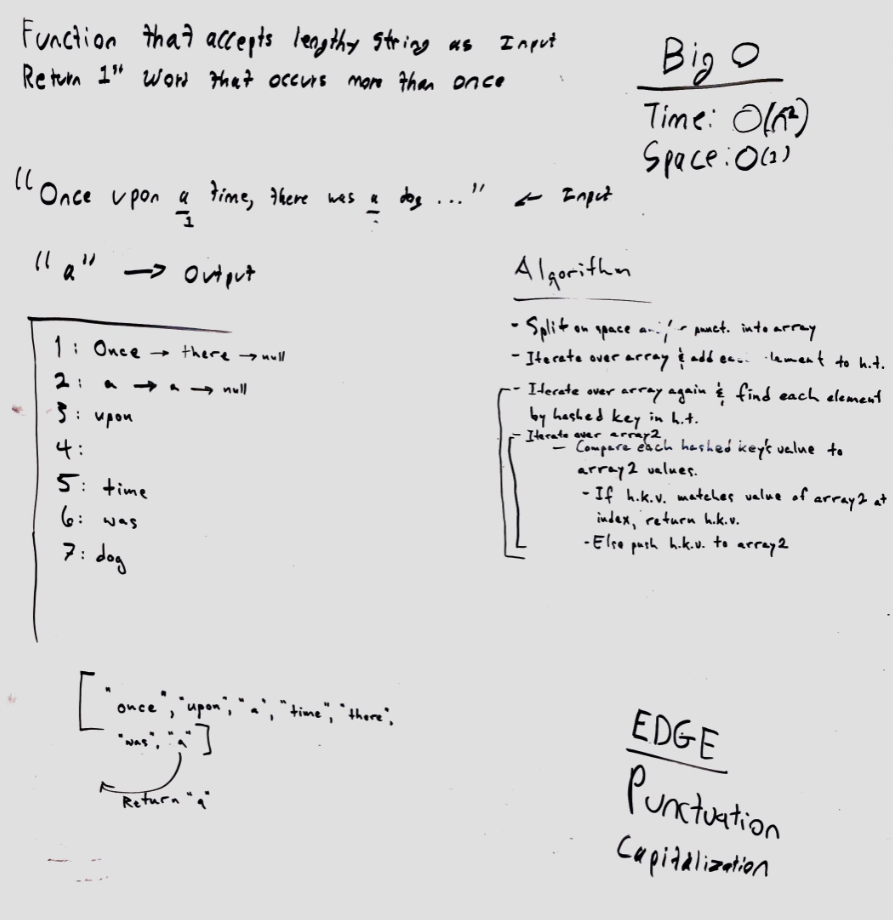 Function that accepts lengthy string as Input
Return 1st Word that occurs more than once
Big O
Time: O(n²)
Space: O(1)
"Once upon a time, there was a dog ..." ← Input
1
"a" → Output
1: Once → there → null
2: a → a → null
3: upon
4:
5: time
6: was
7: dog
Algorithm
- Split on space punct. into array
- Iterate over array & add element to h.t.
- Iterate over array again & find each element
by hashed key in h.t.
- Iterate over array2
- Compare each hashed key's value to
array2 values.
- If h.k.v. matches value of array2 at
index, return h.k.v.
- Else push h.k.v. to array2
["once", "upon", "a", "time", "there",
"was", "a"]
Return "a"
EDGE
Punctuation
Capitalization